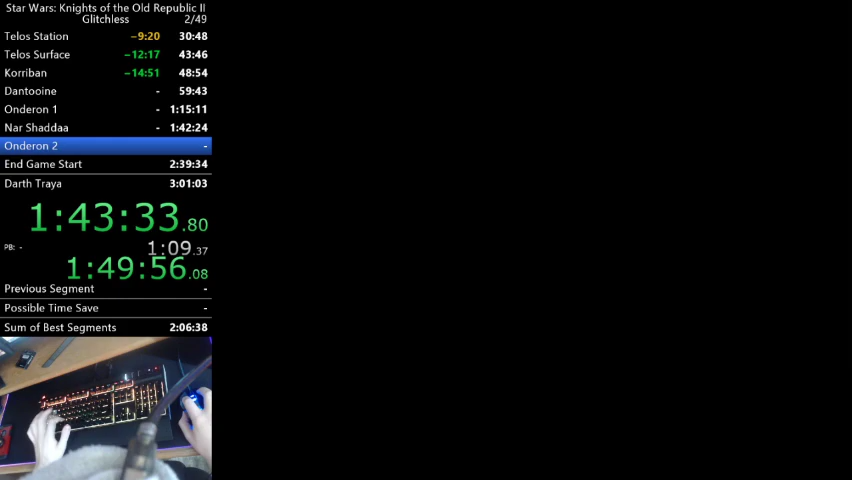 Star Wars: Knights of the Old Republic II
Glitchless 2/49
Telos Station −9:20 30:48
Telos Surface −12:17 43:46
Korriban −14:51 48:54
Dantooine - 59:43
Onderon 1 - 1:15:11
Nar Shaddaa - 1:42:24
Onderon 2 -
End Game Start 2:39:34
Darth Traya 3:01:03
1:43:33.80
PB: - 1:09.37
1:49:56.08
Previous Segment -
Possible Time Save -
Sum of Best Segments 2:06:38